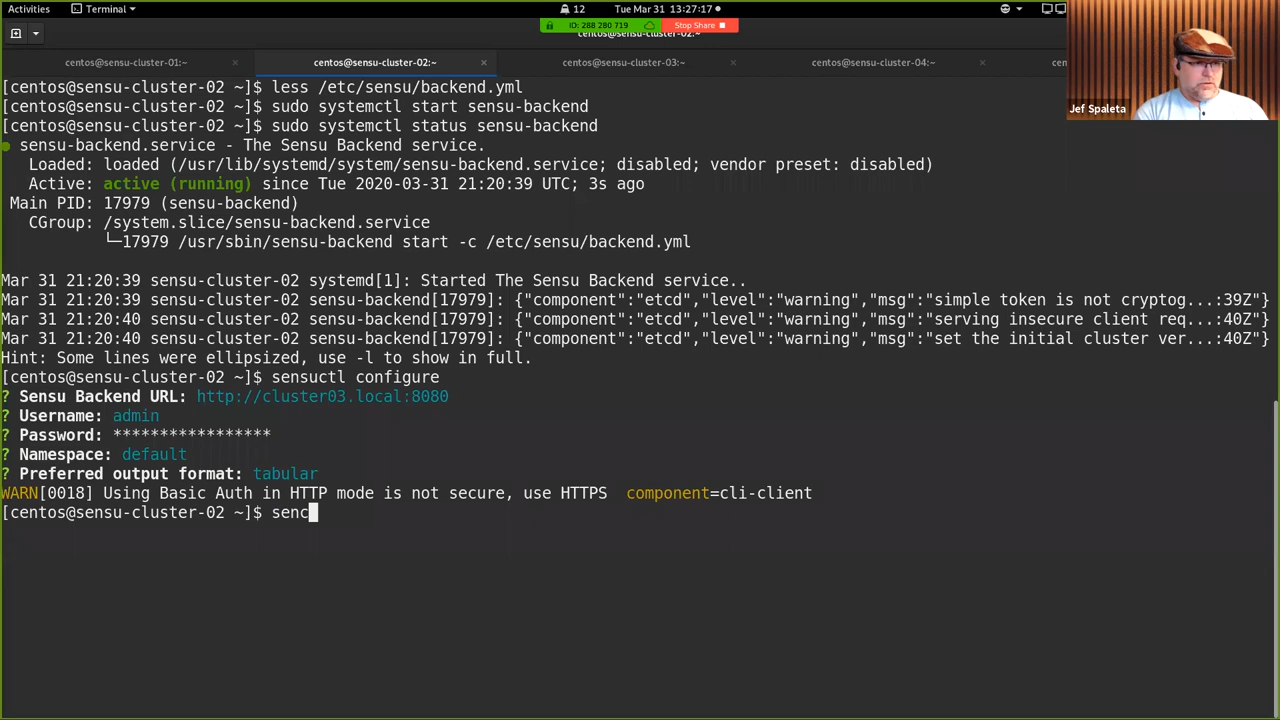 Activities
Terminal
12
Tue Mar 31 13:27:17
ID: 288 280 719
Stop Share
centos@sensu-cluster-02:~
centos@sensu-cluster-01:~
centos@sensu-cluster-02:~
centos@sensu-cluster-03:~
centos@sensu-cluster-04:~
Jef Spaleta
[centos@sensu-cluster-02 ~]$ less /etc/sensu/backend.yml
[centos@sensu-cluster-02 ~]$ sudo systemctl start sensu-backend
[centos@sensu-cluster-02 ~]$ sudo systemctl status sensu-backend
● sensu-backend.service - The Sensu Backend service.
Loaded: loaded (/usr/lib/systemd/system/sensu-backend.service; disabled; vendor preset: disabled)
Active: active (running) since Tue 2020-03-31 21:20:39 UTC; 3s ago
Main PID: 17979 (sensu-backend)
CGroup: /system.slice/sensu-backend.service
└─17979 /usr/sbin/sensu-backend start -c /etc/sensu/backend.yml
Mar 31 21:20:39 sensu-cluster-02 systemd[1]: Started The Sensu Backend service..
Mar 31 21:20:39 sensu-cluster-02 sensu-backend[17979]: {"component":"etcd","level":"warning","msg":"simple token is not cryptog...:39Z"}
Mar 31 21:20:40 sensu-cluster-02 sensu-backend[17979]: {"component":"etcd","level":"warning","msg":"serving insecure client req...:40Z"}
Mar 31 21:20:40 sensu-cluster-02 sensu-backend[17979]: {"component":"etcd","level":"warning","msg":"set the initial cluster ver...:40Z"}
Hint: Some lines were ellipsized, use -l to show in full.
[centos@sensu-cluster-02 ~]$ sensuctl configure
? Sensu Backend URL: http://cluster03.local:8080
? Username: admin
? Password: *****************
? Namespace: default
? Preferred output format: tabular
WARN[0018] Using Basic Auth in HTTP mode is not secure, use HTTPS component=cli-client
[centos@sensu-cluster-02 ~]$ senc